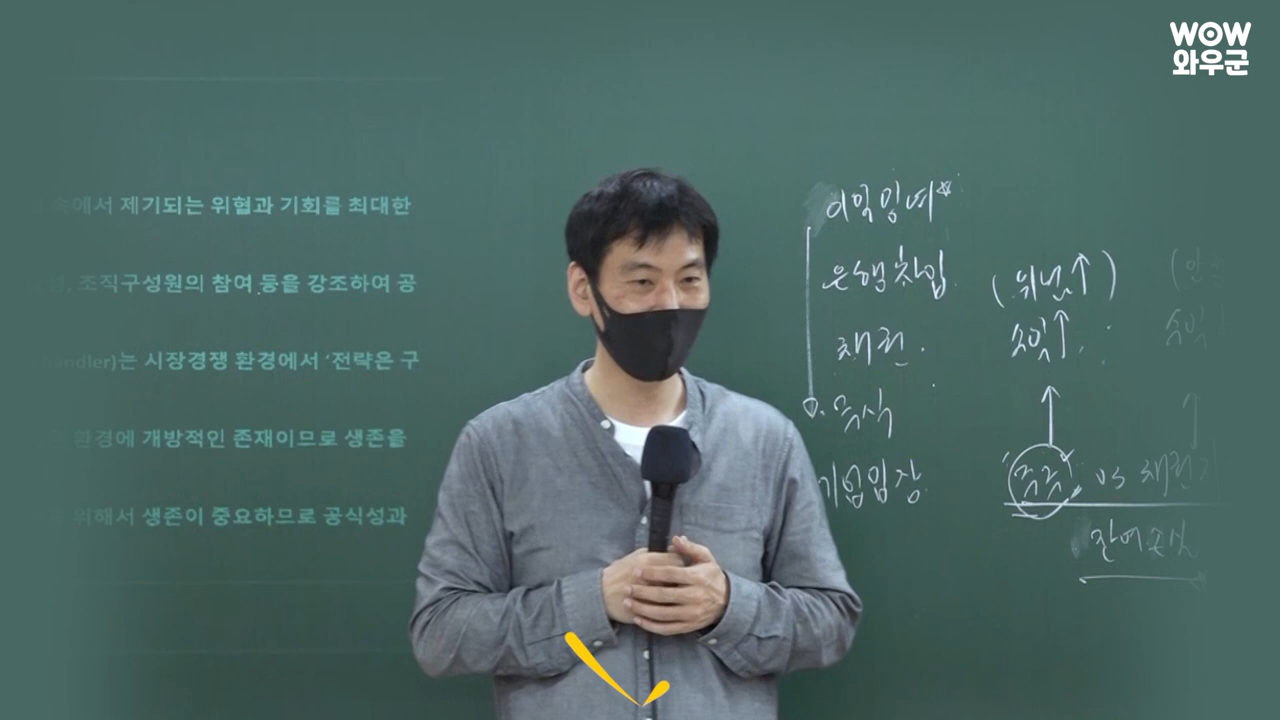 WOW
와우군
속에서 제기되는 위협과 기회를 최대한
조직구성원의 참여 등을 강조하여 공
handler)는 시장경쟁 환경에서 ‘전략은 구
환경에 개방적인 존재이므로 생존을
위해서 생존이 중요하므로 공식성과
이익잉여*
은행차입 (위험↑)
채권. 수익↑
주식
기업입장
주주 vs 채권
잔여